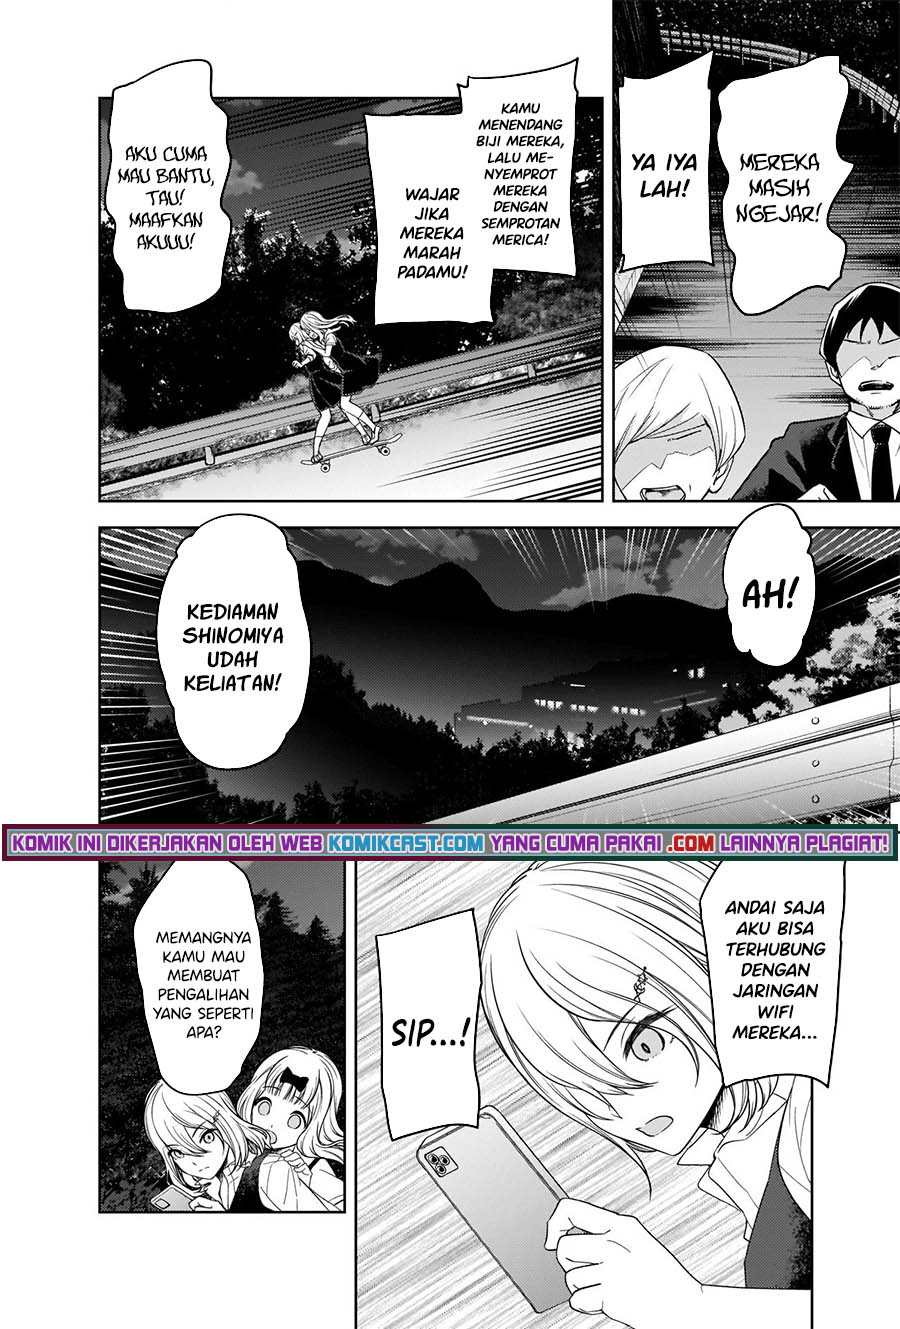 MEREKA
MASIH
NGEJAR!
YA IYA
LAH!
KAMU
MENENDANG
BIJI MEREKA,
LALU ME-
NYEMPROT
MEREKA
DENGAN
SEMPROTAN
MERICA!
WAJAR
JIKA
MEREKA
MARAH
PADAMU!
AKU CUMA
MAU BANTU,
TAU!
MAAFKAN
AKUUU!
AH!
KEDIAMAN
SHINOMIYA
UDAH
KELIATAN!
KOMIK INI DIKERJAKAN OLEH WEB KOMIKCAST.COM YANG CUMA PAKAI .COM LAINNYA PLAGIAT!
ANDAI SAJA
AKU BISA
TERHUBUNG
DENGAN
JARINGAN
WIFI
MEREKA...
SIP...!
MEMANGNYA
KAMU MAU
MEMBUAT
PENGALIHAN
YANG SEPERTI
APA?